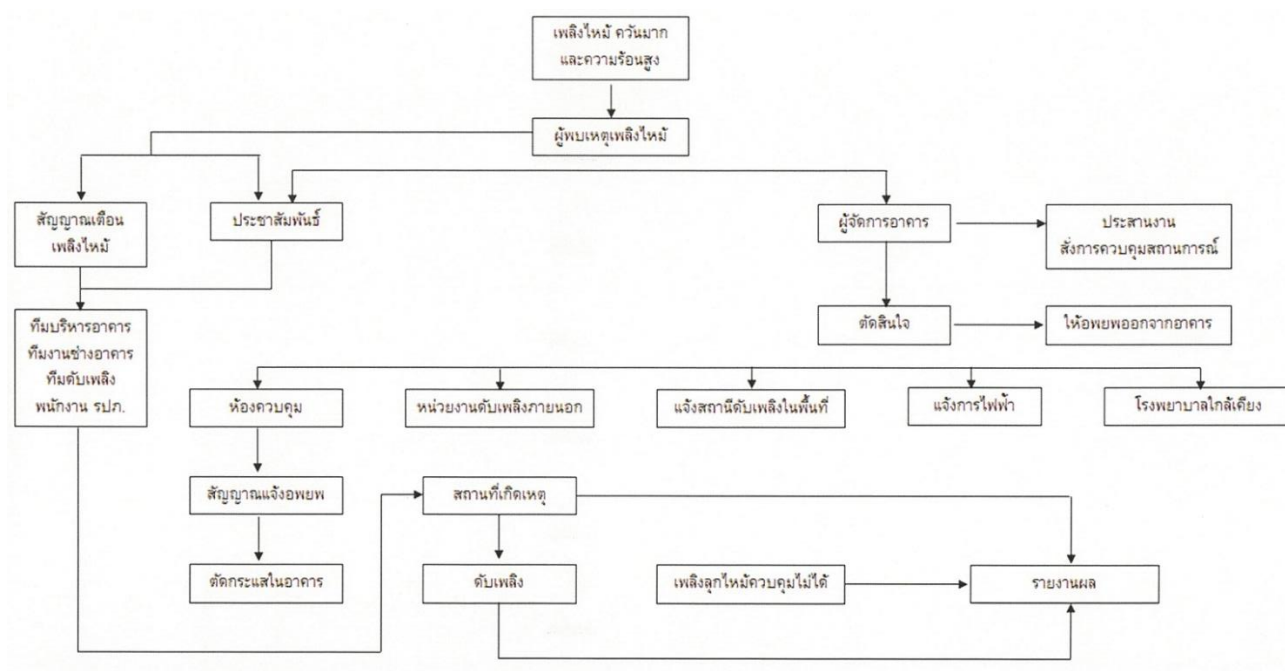 เพลิงไหม้ ควันมาก
และความร้อนสูง
ผู้พบเหตุเพลิงไหม้
สัญญาณเตือน
เพลิงไหม้
ประชาสัมพันธ์
ผู้จัดการอาคาร
ประสานงาน
สั่งการควบคุมสถานการณ์
ทีมบริหารอาคาร
ทีมงานช่างอาคาร
ทีมดับเพลิง
พนักงาน รปภ.
ตัดสินใจ
ให้อพยพออกจากอาคาร
ห้องควบคุม
หน่วยงานดับเพลิงภายนอก
แจ้งสถานีดับเพลิงในพื้นที่
แจ้งการไฟฟ้า
โรงพยาบาลใกล้เคียง
สัญญาณแจ้งอพยพ
สถานที่เกิดเหตุ
ตัดกระแสในอาคาร
ดับเพลิง
เพลิงลุกไหม้ควบคุมไม่ได้
รายงานผล